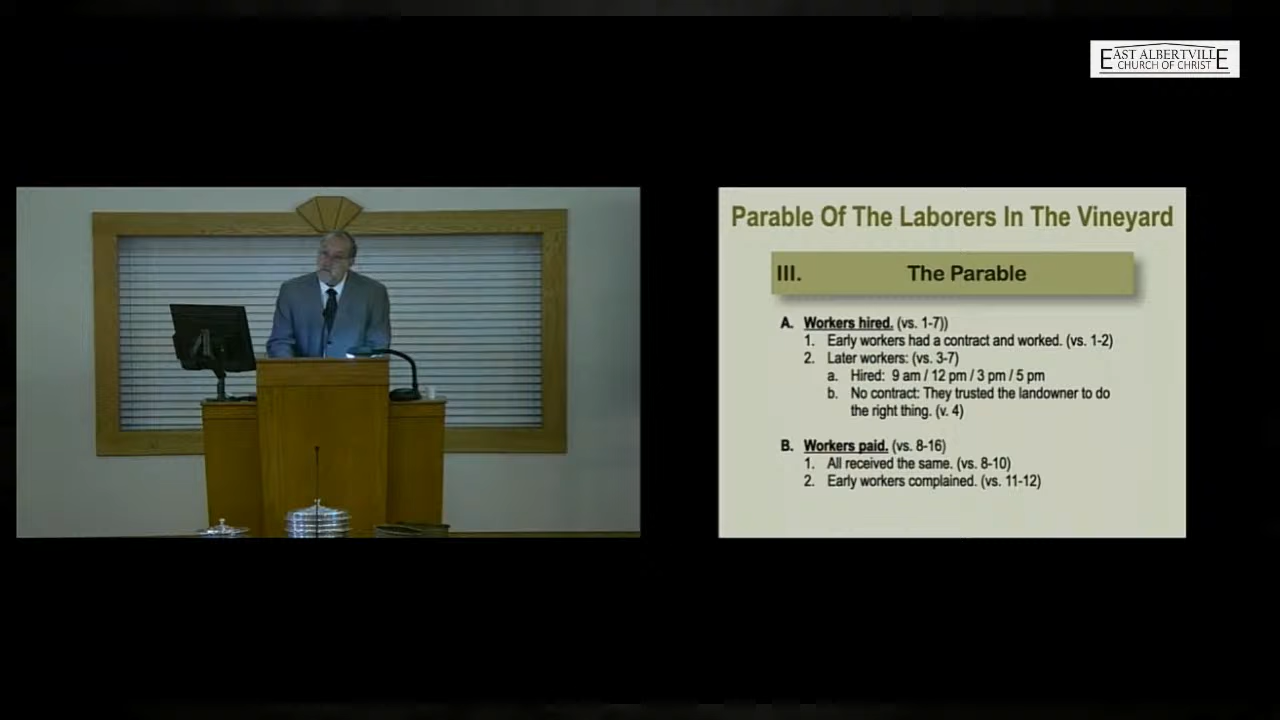 EAST ALBERTVILLE
CHURCH OF CHRIST
Parable Of The Laborers In The Vineyard
III. The Parable
A. Workers hired. (vs. 1-7))
1. Early workers had a contract and worked. (vs. 1-2)
2. Later workers: (vs. 3-7)
a. Hired: 9 am / 12 pm / 3 pm / 5 pm
b. No contract: They trusted the landowner to do
the right thing. (v. 4)
B. Workers paid. (vs. 8-16)
1. All received the same. (vs. 8-10)
2. Early workers complained. (vs. 11-12)